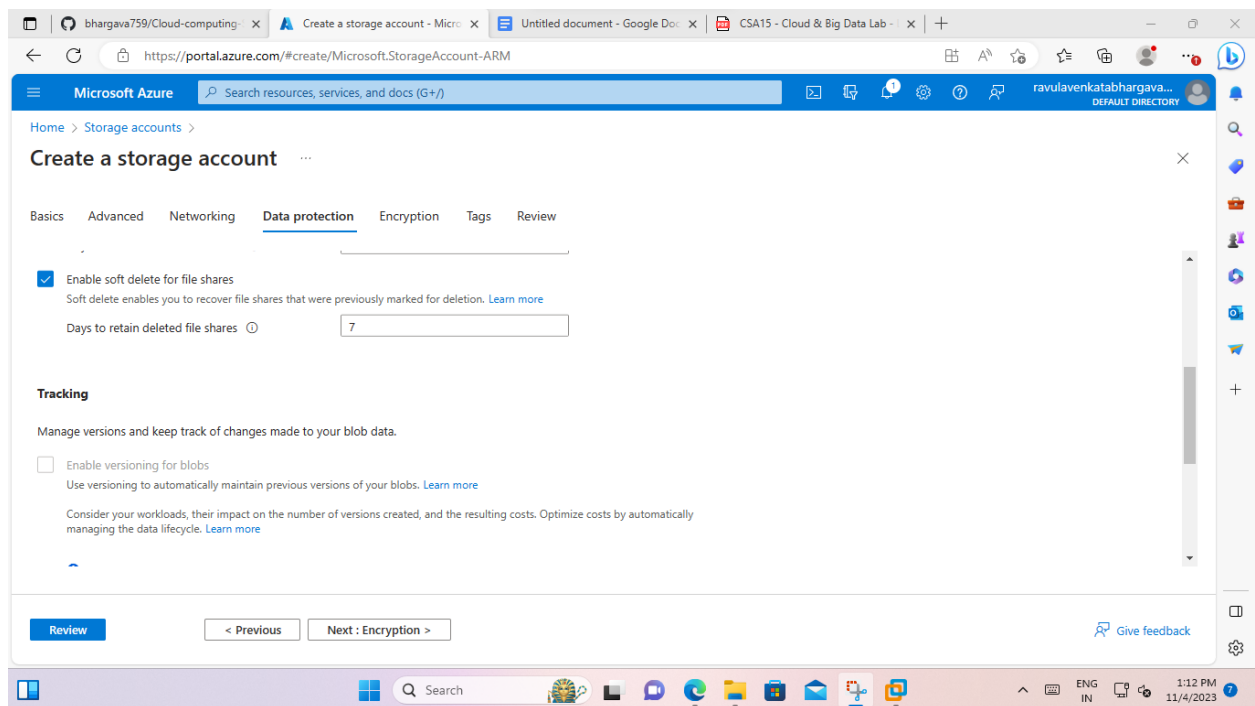 bhargava759/Cloud-computing-
Create a storage account - Micro
Untitled document - Google Doc
CSA15 - Cloud & Big Data Lab -
https://portal.azure.com/#create/Microsoft.StorageAccount-ARM
Microsoft Azure
Search resources, services, and docs (G+/)
1
ravulavenkatabhargava...
DEFAULT DIRECTORY
Home > Storage accounts >
Create a storage account ...
Basics Advanced Networking Data protection Encryption Tags Review
Enable soft delete for file shares
Soft delete enables you to recover file shares that were previously marked for deletion. Learn more
Days to retain deleted file shares 7
Tracking
Manage versions and keep track of changes made to your blob data.
Enable versioning for blobs
Use versioning to automatically maintain previous versions of your blobs. Learn more
Consider your workloads, their impact on the number of versions created, and the resulting costs. Optimize costs by automatically
managing the data lifecycle. Learn more
Review < Previous Next : Encryption > Give feedback
Search
ENG
IN
1:12 PM
11/4/2023
7